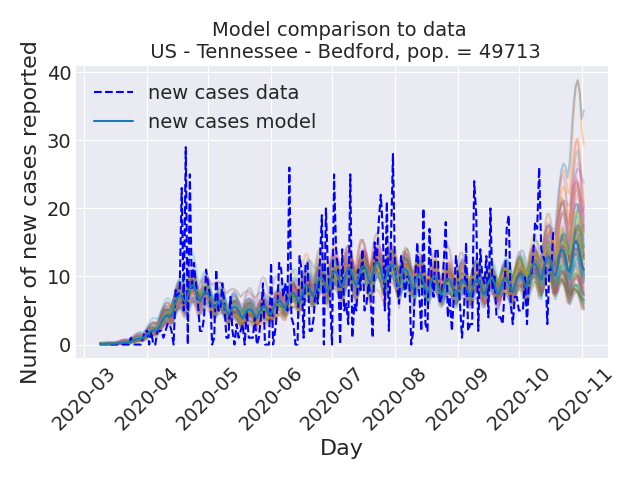 Model comparison to data
US - Tennessee - Bedford, pop. = 49713
Number of new cases reported
40
30
20
10
0
new cases data
new cases model
2020-03
2020-04
2020-05
2020-06
2020-07
2020-08
2020-09
2020-10
2020-11
Day